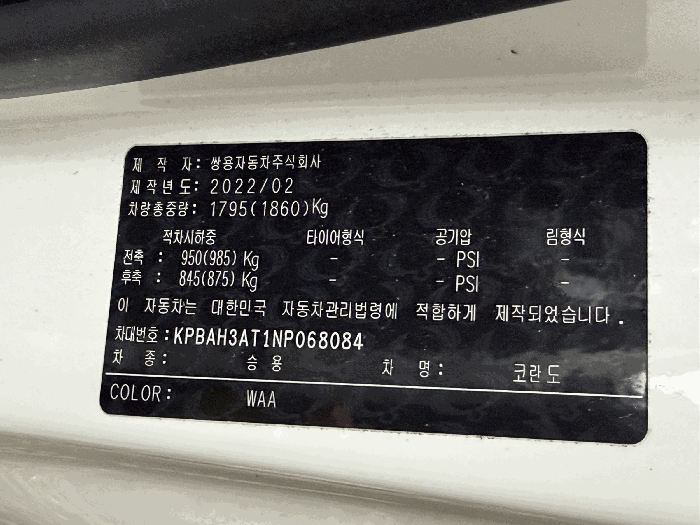 제 작 자: 쌍용자동차주식회사
제작년도: 2022/02
차량총중량: 1795(1860)Kg
적차시하중 타이어형식 공기압 림형식
전축 : 950(985) Kg - - PSI -
후축 : 845(875) Kg - - PSI -
이 자동차는 대한민국 자동차관리법령에 적합하게 제작되었습니다.
차대번호:KPBAH3AT1NP068084
차 종: 승용 차 명: 코란도
COLOR: WAA